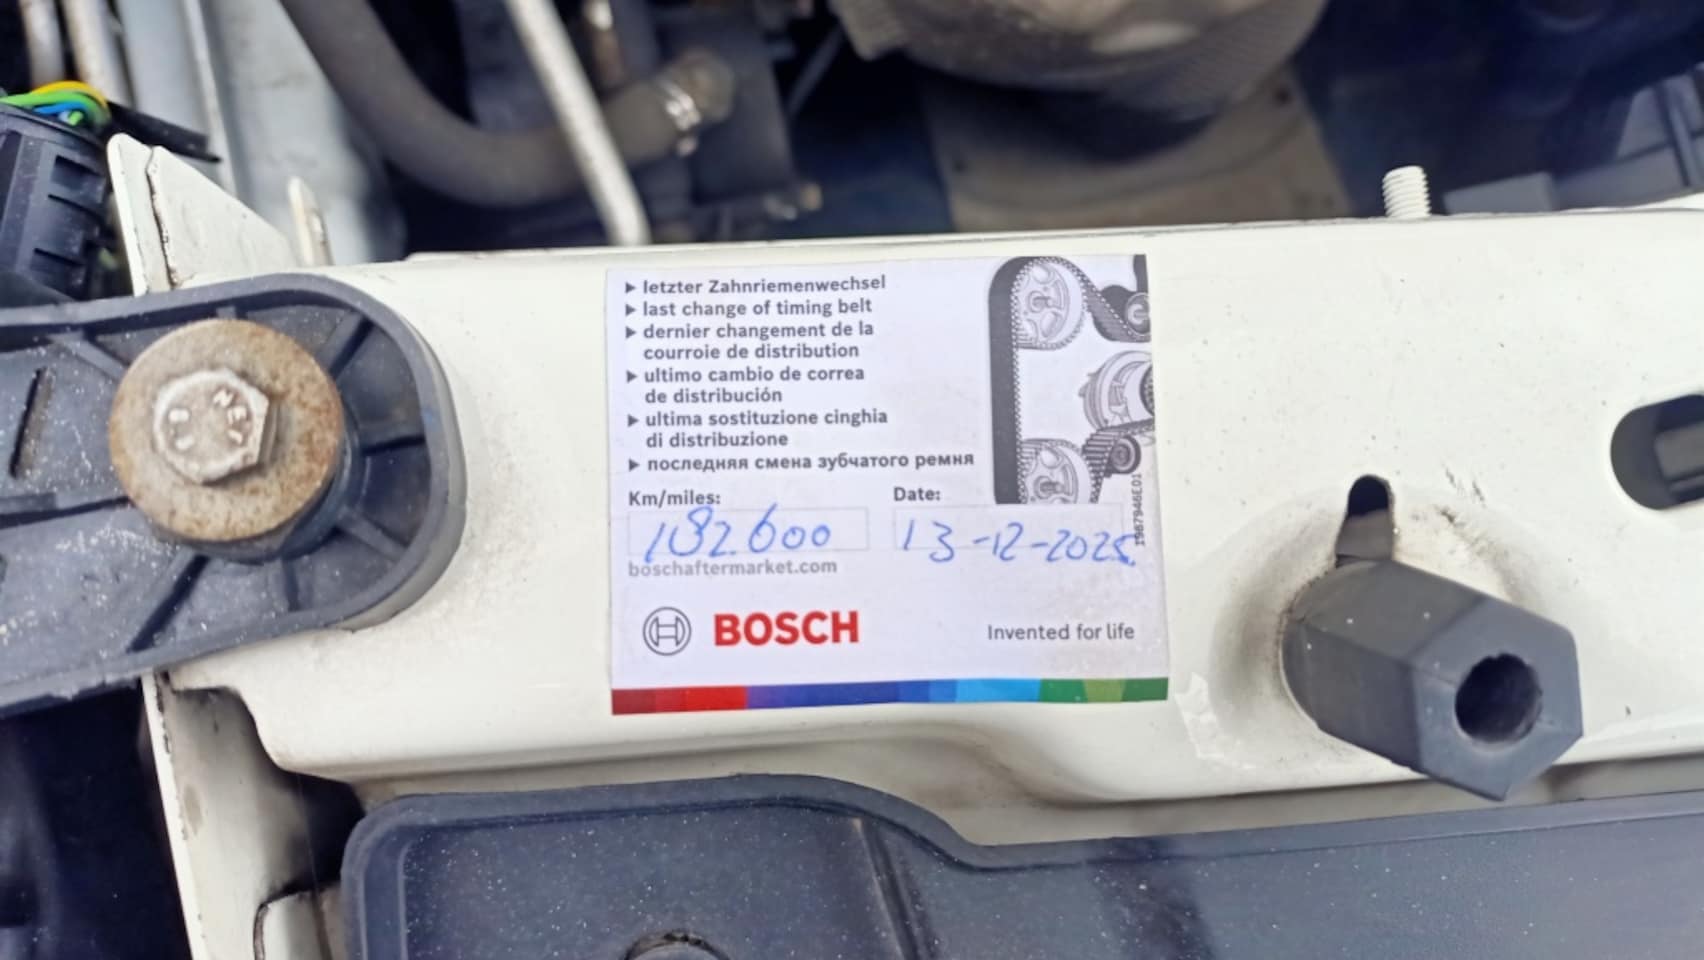 ▶ letzter Zahnriemenwechsel
▶ last change of timing belt
▶ dernier changement de la
courroie de distribution
▶ ultimo cambio de correa
de distribución
▶ ultima sostituzione cinghia
di distribuzione
▶ последняя смена зубчатого ремня
Km/miles: Date:
182.600 13-12-2025
boschaftermarket.com
BOSCH Invented for life
1987946E01